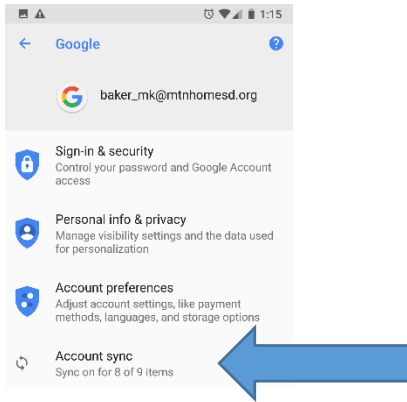 1:15
Google
baker_mk@mtnhomesd.org
Sign-in & security
Control your password and Google Account
access
Personal info & privacy
Manage visibility settings and the data used
for personalization
Account preferences
Adjust account settings, like payment
methods, languages, and storage options
Account sync
Sync on for 8 of 9 items